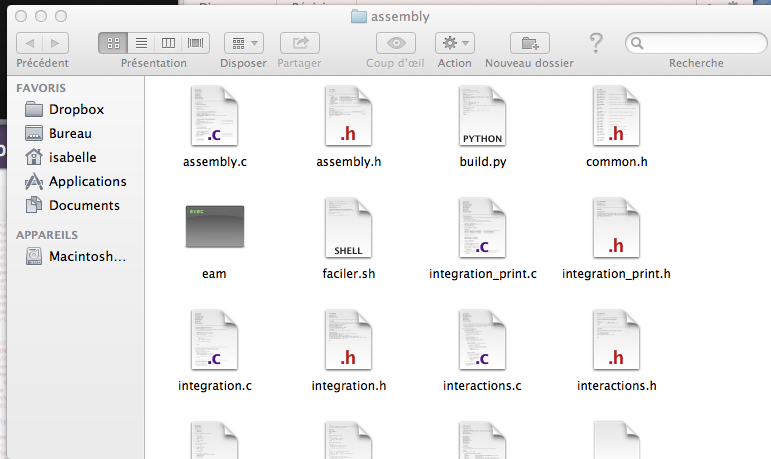 assembly
Précédent
Présentation
Disposer
Partager
Coup d'œil
Action
Nouveau dossier
?
Recherche
FAVORIS
Dropbox
Bureau
isabelle
Applications
Documents
APPAREILS
Macintosh...
.c
.h
PYTHON
.h
assembly.c
assembly.h
build.py
common.h
exec
SHELL
.c
.h
eam
faciler.sh
integration_print.c
integration_print.h
.c
.h
.c
.h
integration.c
integration.h
interactions.c
interactions.h